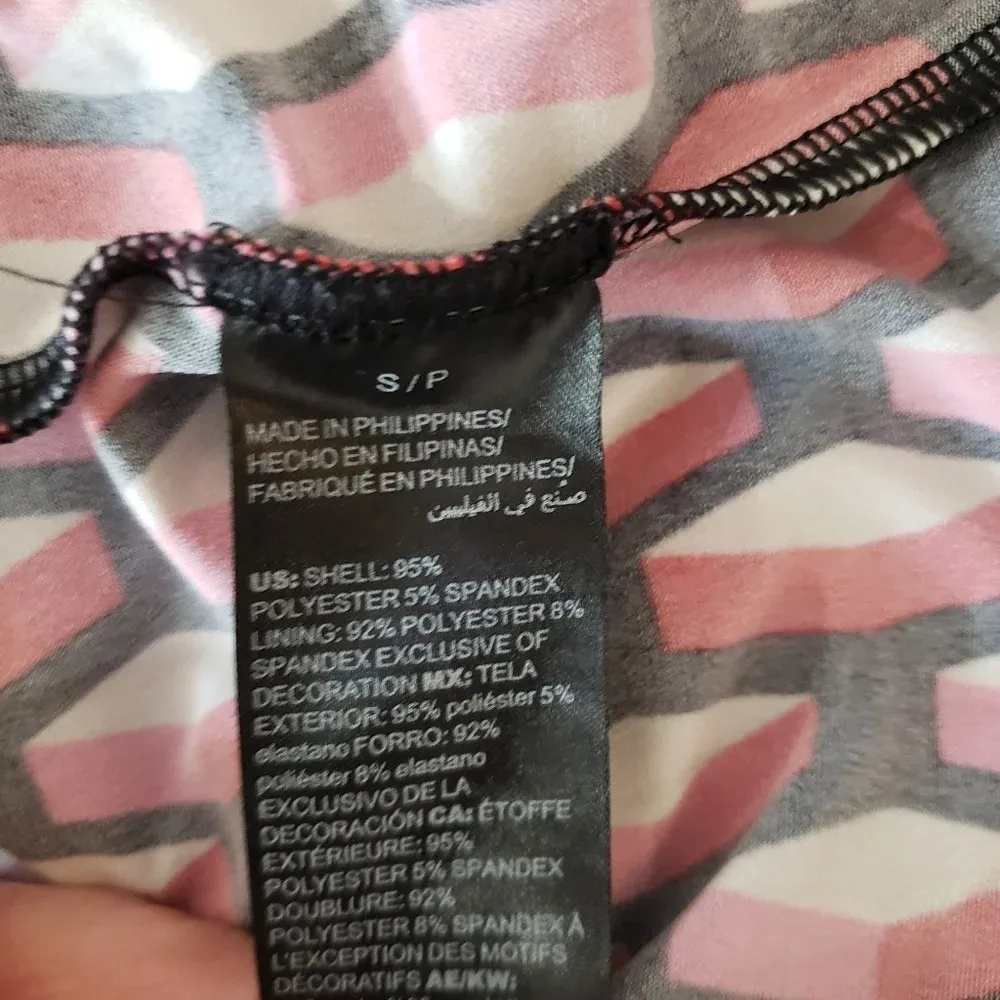 S / P
MADE IN PHILIPPINES/
HECHO EN FILIPINAS/
FABRIQUÉ EN PHILIPPINES/
صنع في الفيلبين
US: SHELL: 95%
POLYESTER 5% SPANDEX
LINING: 92% POLYESTER 8%
SPANDEX EXCLUSIVE OF
DECORATION MX: TELA
EXTERIOR: 95% poliéster 5%
elastano FORRO: 92%
poliéster 8% elastano
EXCLUSIVO DE LA
DECORACIÓN CA: ÉTOFFE
EXTÉRIEURE: 95%
POLYESTER 5% SPANDEX
DOUBLURE: 92%
POLYESTER 8% SPANDEX À
L'EXCEPTION DES MOTIFS
DÉCORATIFS AE/KW: